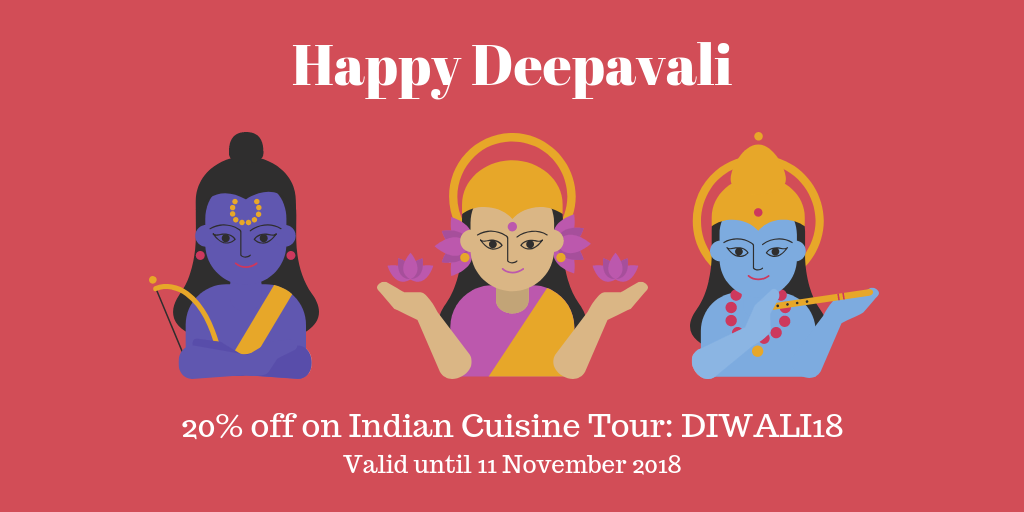 Happy Deepavali
20% off on Indian Cuisine Tour: DIWALI18
Valid until 11 November 2018